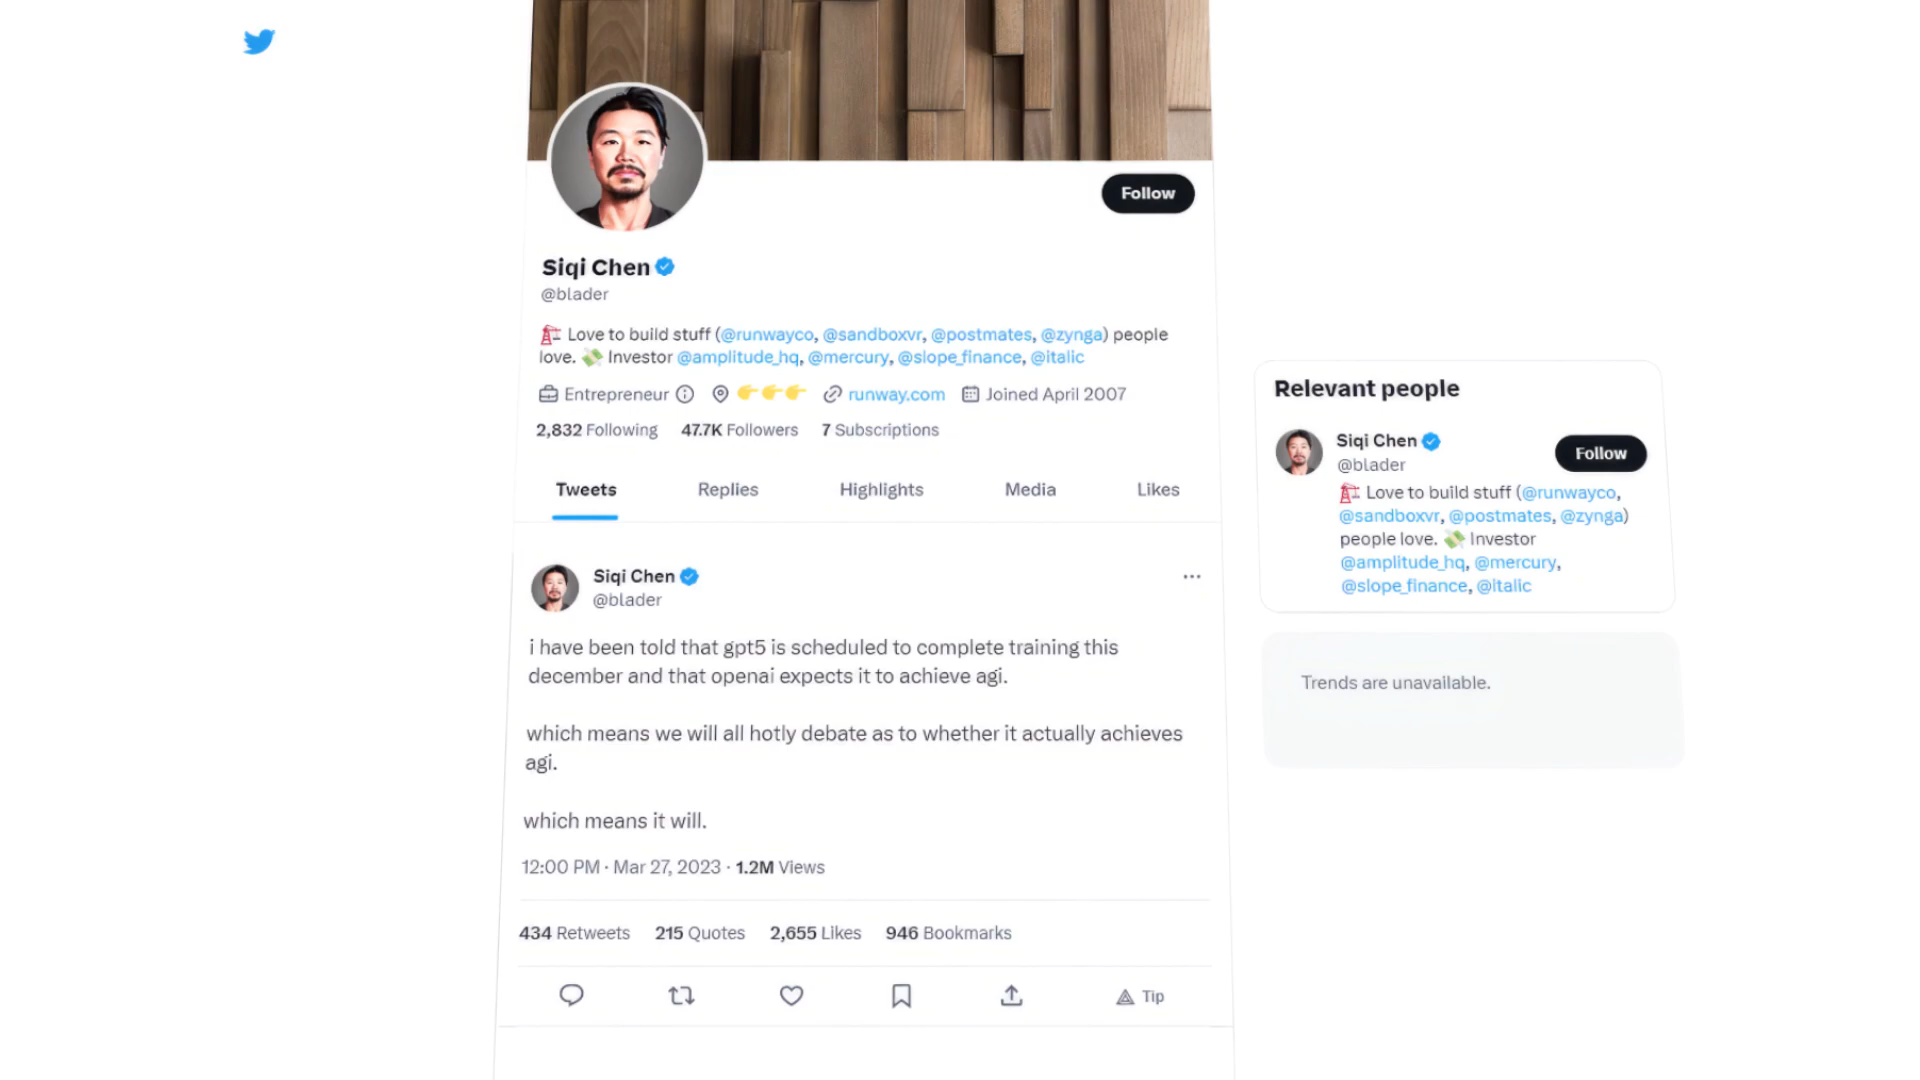 Follow
Siqi Chen
@blader
Love to build stuff (@runwayco, @sandboxvr, @postmates, @zynga) people
love. 💸 Investor @amplitude_hq, @mercury, @slope_finance, @italic
Entrepreneur 👉👉👉 runway.com Joined April 2007
2,832 Following 47.7K Followers 7 Subscriptions
Tweets Replies Highlights Media Likes
Siqi Chen
@blader
i have been told that gpt5 is scheduled to complete training this
december and that openai expects it to achieve agi.
which means we will all hotly debate as to whether it actually achieves
agi.
which means it will.
12:00 PM · Mar 27, 2023 · 1.2M Views
434 Retweets 215 Quotes 2,655 Likes 946 Bookmarks
Tip
Relevant people
Siqi Chen
@blader
Follow
Love to build stuff (@runwayco,
@sandboxvr, @postmates, @zynga)
people love. 💸 Investor
@amplitude_hq, @mercury,
@slope_finance, @italic
Trends are unavailable.